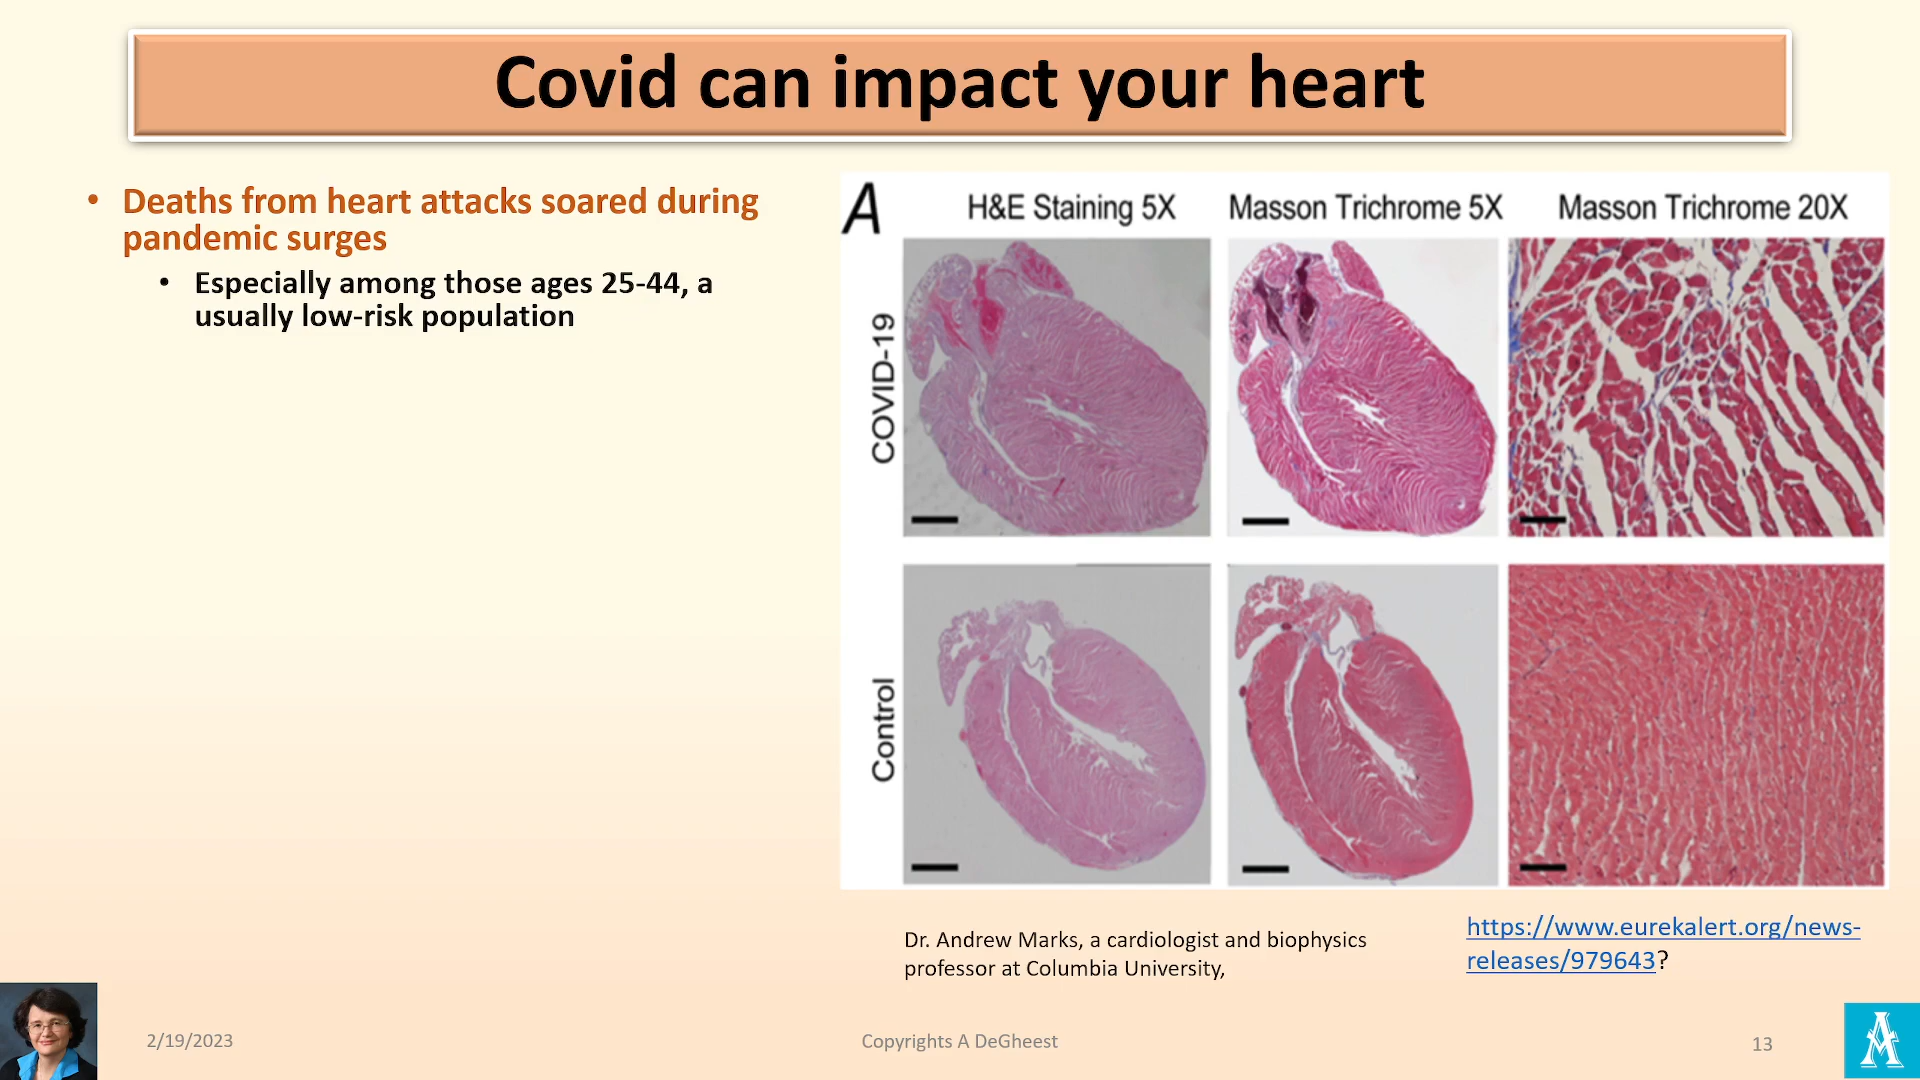 Covid can impact your heart
• Deaths from heart attacks soared during
pandemic surges
• Especially among those ages 25-44, a
usually low-risk population
A
H&E Staining 5X
Masson Trichrome 5X
Masson Trichrome 20X
COVID-19
Control
Dr. Andrew Marks, a cardiologist and biophysics
professor at Columbia University,
https://www.eurekalert.org/news-
releases/979643?
2/19/2023
Copyrights A DeGheest
13
A